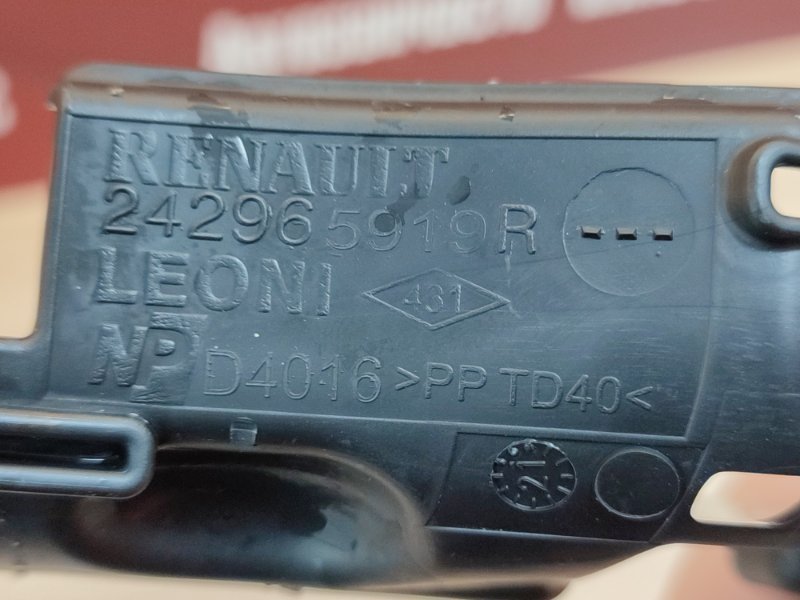 RENAULT
242965919R
---
LEONI
431
NP D4016 >PP TD40<
21